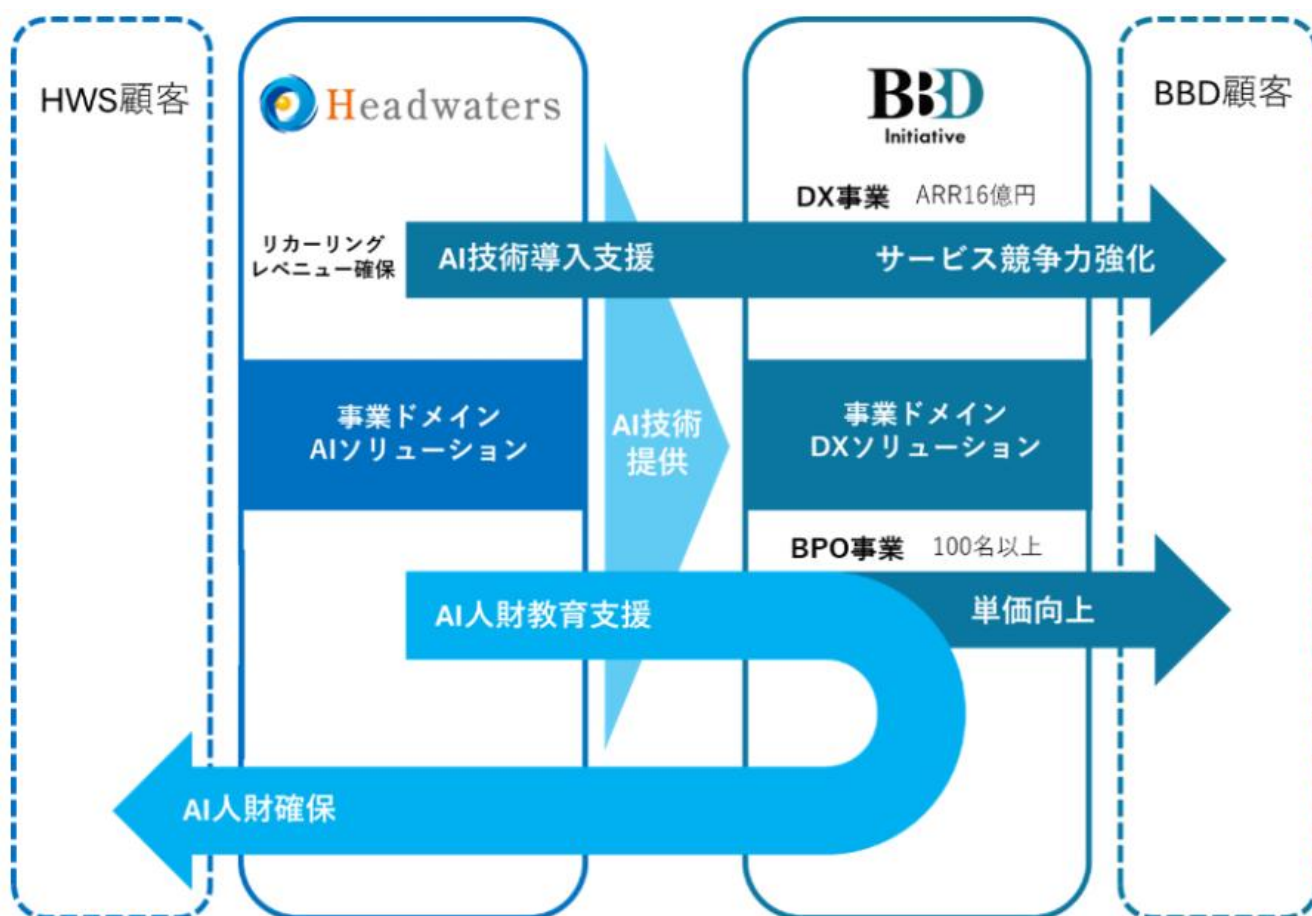 HWS顧客
Headwaters
BBD
Initiative
BBD顧客
DX事業 ARR16億円
リカーリング
レベニュー確保
AI技術導入支援
サービス競争力強化
事業ドメイン
AIソリューション
AI技術
提供
事業ドメイン
DXソリューション
BPO事業 100名以上
AI人財教育支援
単価向上
AI人財確保